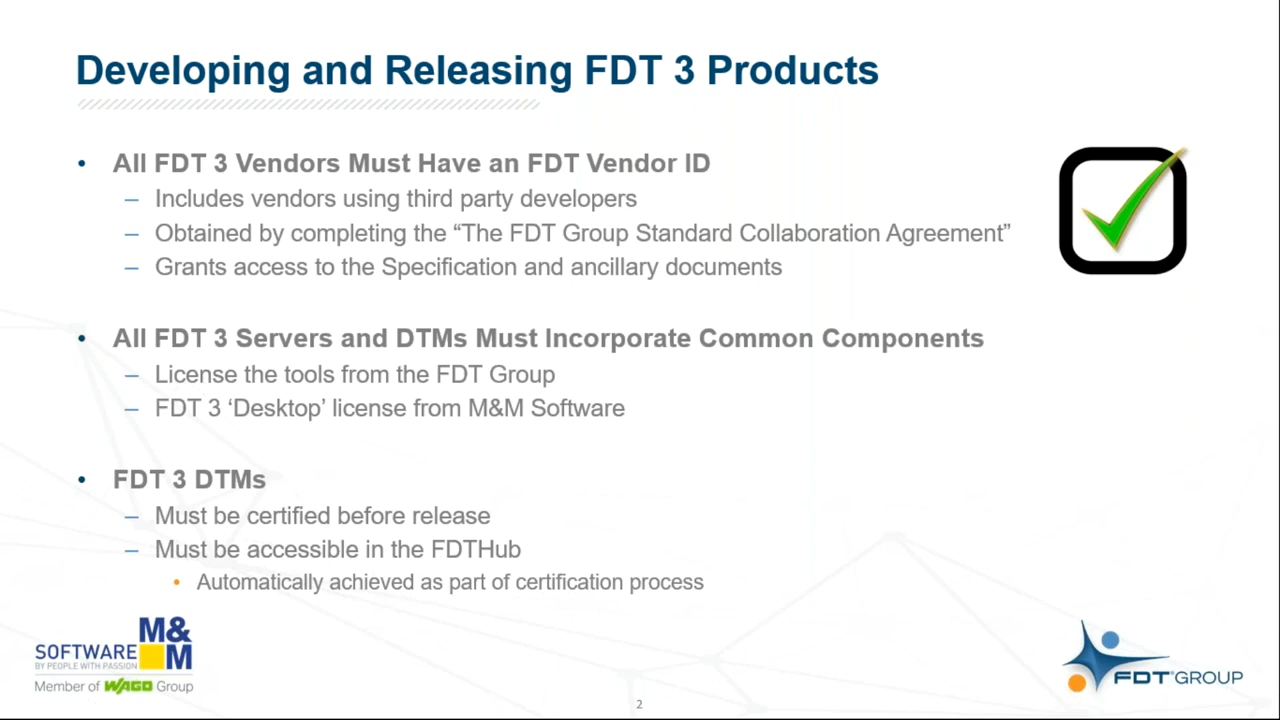 Developing and Releasing FDT 3 Products
• All FDT 3 Vendors Must Have an FDT Vendor ID
– Includes vendors using third party developers
– Obtained by completing the “The FDT Group Standard Collaboration Agreement”
– Grants access to the Specification and ancillary documents
• All FDT 3 Servers and DTMs Must Incorporate Common Components
– License the tools from the FDT Group
– FDT 3 ‘Desktop’ license from M&M Software
• FDT 3 DTMs
– Must be certified before release
– Must be accessible in the FDTHub
• Automatically achieved as part of certification process
M&
SOFTWARE M
BY PEOPLE WITH PASSION
Member of WAGO Group
FDT® GROUP
2